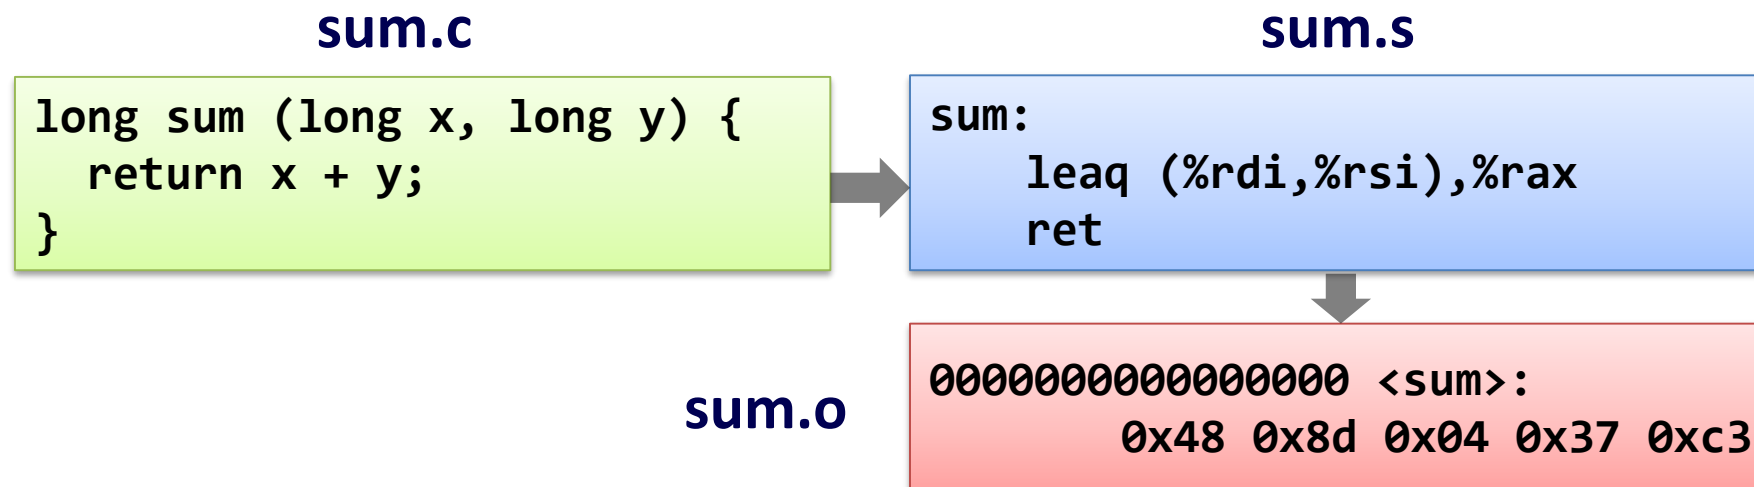 sum.c
long sum (long x, long y) {
  return x + y;
}
sum.s
sum:
    leaq (%rdi,%rsi),%rax
    ret
sum.o
0000000000000000 <sum>:
       0x48 0x8d 0x04 0x37 0xc3